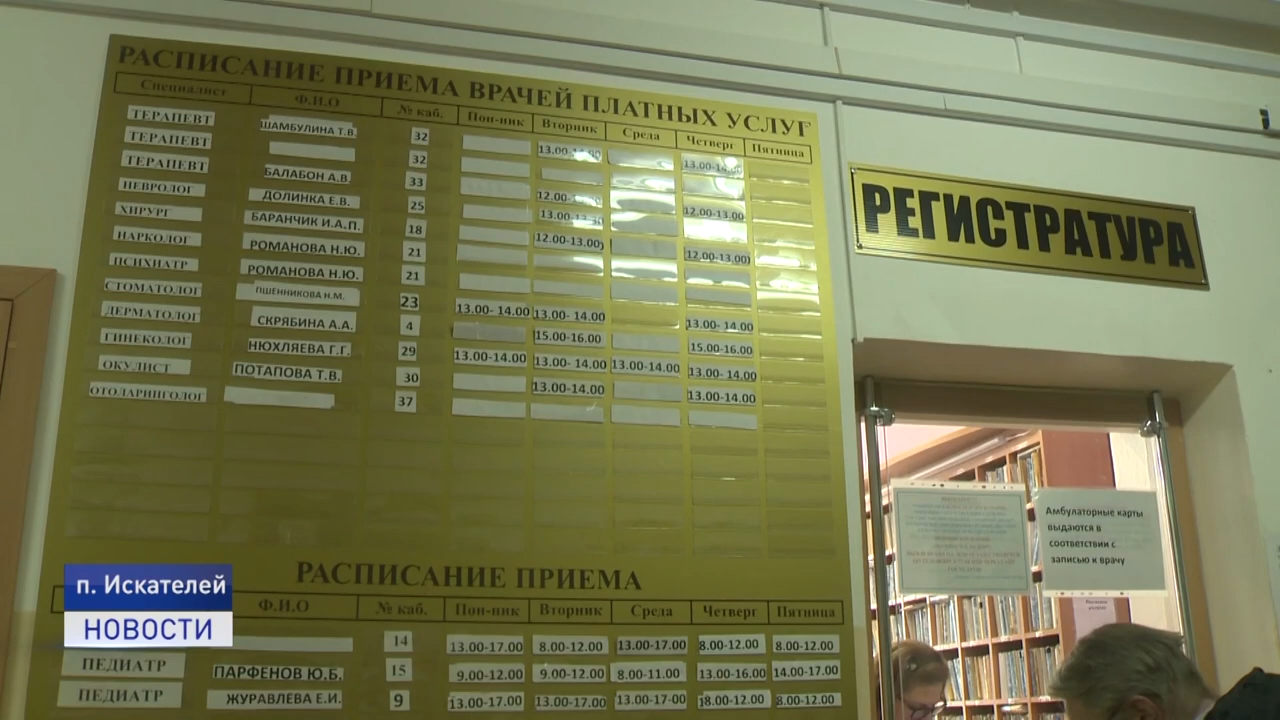 РАСПИСАНИЕ ПРИЕМА ВРАЧЕЙ ПЛАТНЫХ УСЛУГ
Специалист Ф.И.О № каб. Пон-ник Вторник Среда Четверг Пятница
ТЕРАПЕВТ ШАМБУЛИНА Т.В. 32 13.00-14.00 13.00-14.00
ТЕРАПЕВТ 32
ТЕРАПЕВТ БАЛАБОН А.В. 33 12.00- 12.00-13.00
НЕВРОЛОГ ДОЛИНКА Е.В. 25 13.00-
ХИРУРГ БАРАНЧИК И.А.П. 18 12.00-13.00 12.00-13.00
НАРКОЛОГ РОМАНОВА Н.Ю. 21
ПСИХИАТР РОМАНОВА Н.Ю. 21
СТОМАТОЛОГ ПШЕННИКОВА Н.М. 23 13.00- 14.00 13.00- 14.00 13.00- 14.00
ДЕРМАТОЛОГ СКРЯБИНА А.А. 4 15.00-16.00 15.00-16.00
ГИНЕКОЛОГ НЮХЛЯЕВА Г.Г. 29 13.00-14.00 13.00- 14.00 13.00- 14.00 13.00- 14.00
ОКУЛИСТ ПОТАПОВА Т.В. 30 13.00-14.00 13.00-14.00
ОТОЛАРИНГОЛОГ 37
РЕГИСТРАТУРА
Амбулаторные карты
выдаются в
соответствии с
записью к врачу
РАСПИСАНИЕ ПРИЕМА
Ф.И.О № каб. Пон-ник Вторник Среда Четверг Пятница
14 13.00-17.00 8.00-12.00 13.00-17.00 8.00-12.00 8.00-12.00
ПЕДИАТР ПАРФЕНОВ Ю.Б. 15 9.00-12.00 9.00-12.00 8.00-11.00 13.00-16.00 14.00-17.00
ПЕДИАТР ЖУРАВЛЕВА Е.И. 9 13.00-17.00 13.00-17.00 13.00-17.00 8.00-12.00 8.00-12.00
п. Искателей
НОВОСТИ